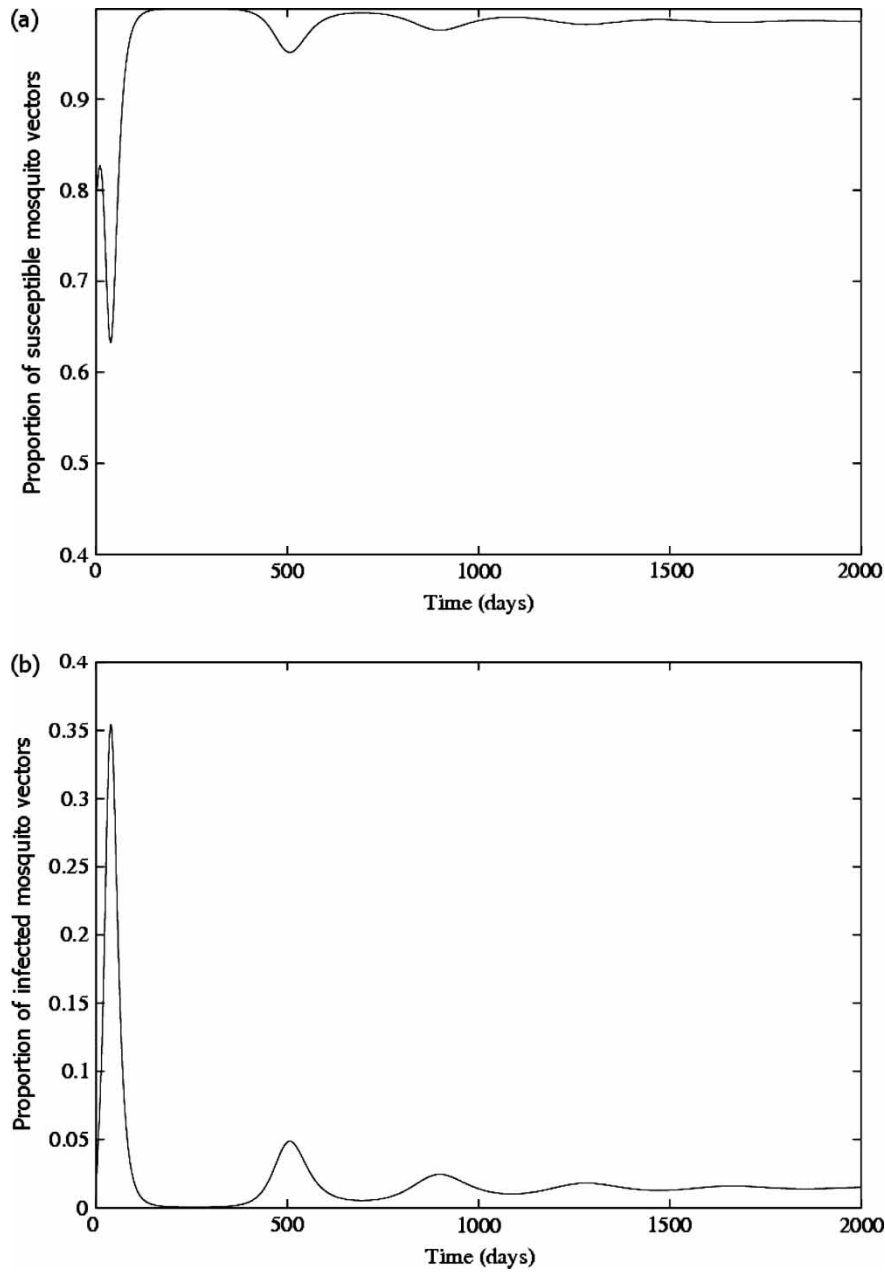 (a)
Proportion of susceptible mosquito vectors
0.9
0.8
0.7
0.6
0.5
0.4
0 500 1000 1500 2000
Time (days)
(b)
Proportion of infected mosquito vectors
0.4
0.35
0.3
0.25
0.2
0.15
0.1
0.05
0
0 500 1000 1500 2000
Time (days)